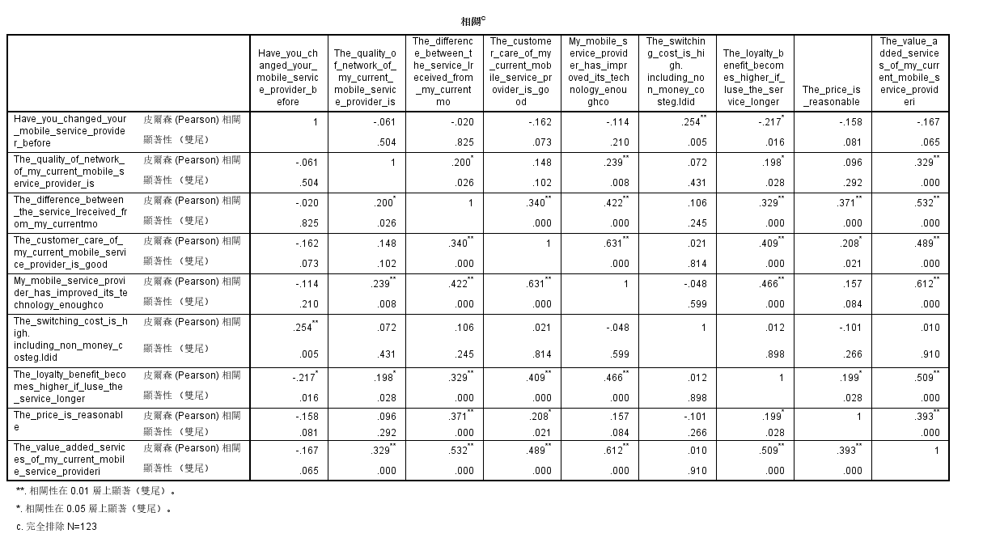 相關c
Have_you_changed_your_mobile_service_provider_before The_quality_of_network_of_my_current_mobile_service_provider_is The_difference_between_the_service_Ireceived_from_my_currentmo The_customer_care_of_my_current_mobile_service_provider_is_good My_mobile_service_provider_has_improved_its_technology_enoughco The_switching_cost_is_high.including_non_money_costeg.Idid The_loyalty_benefit_becomes_higher_if_Iuse_the_service_longer The_price_is_reasonable The_value_added_services_of_my_current_mobile_service_provideri
Have_you_changed_your_mobile_service_provider_before 皮爾森 (Pearson) 相關 1 -.061 -.020 -.162 -.114 .254** -.217* -.158 -.167
顯著性 （雙尾） .504 .825 .073 .210 .005 .016 .081 .065
The_quality_of_network_of_my_current_mobile_service_provider_is 皮爾森 (Pearson) 相關 -.061 1 .200* .148 .239** .072 .198* .096 .329**
顯著性 （雙尾） .504 .026 .102 .008 .431 .028 .292 .000
The_difference_between_the_service_Ireceived_from_my_currentmo 皮爾森 (Pearson) 相關 -.020 .200* 1 .340** .422** .106 .329** .371** .532**
顯著性 （雙尾） .825 .026 .000 .000 .245 .000 .000 .000
The_customer_care_of_my_current_mobile_service_provider_is_good 皮爾森 (Pearson) 相關 -.162 .148 .340** 1 .631** .021 .409** .208* .489**
顯著性 （雙尾） .073 .102 .000 .000 .814 .000 .021 .000
My_mobile_service_provider_has_improved_its_technology_enoughco 皮爾森 (Pearson) 相關 -.114 .239** .422** .631** 1 -.048 .466** .157 .612**
顯著性 （雙尾） .210 .008 .000 .000 .599 .000 .084 .000
The_switching_cost_is_high.including_non_money_costeg.Idid 皮爾森 (Pearson) 相關 .254** .072 .106 .021 -.048 1 .012 -.101 .010
顯著性 （雙尾） .005 .431 .245 .814 .599 .898 .266 .910
The_loyalty_benefit_becomes_higher_if_Iuse_the_service_longer 皮爾森 (Pearson) 相關 -.217* .198* .329** .409** .466** .012 1 .199* .509**
顯著性 （雙尾） .016 .028 .000 .000 .000 .898 .028 .000
The_price_is_reasonable 皮爾森 (Pearson) 相關 -.158 .096 .371** .208* .157 -.101 .199* 1 .393**
顯著性 （雙尾） .081 .292 .000 .021 .084 .266 .028 .000
The_value_added_services_of_my_current_mobile_service_provideri 皮爾森 (Pearson) 相關 -.167 .329** .532** .489** .612** .010 .509** .393** 1
顯著性 （雙尾） .065 .000 .000 .000 .000 .910 .000 .000
**. 相關性在 0.01 層上顯著（雙尾）。
*. 相關性在 0.05 層上顯著（雙尾）。
c. 完全排除 N=123